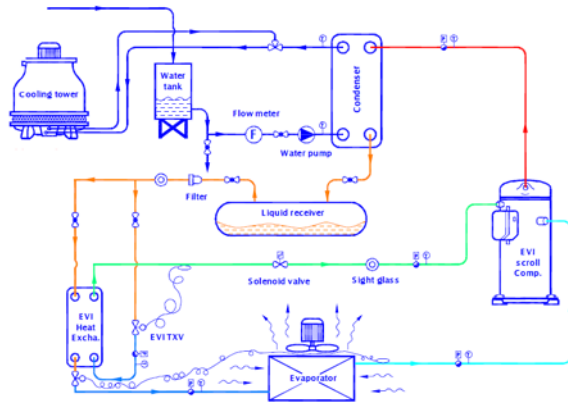 Cooling tower
Water
tank
Flow meter
F
Water pump
Condenser
Filter
Liquid receiver
EVI
scroll
Comp.
Solenoid valve
Sight glass
EVI
Heat
Excha.
EVI TXV
Evaporator